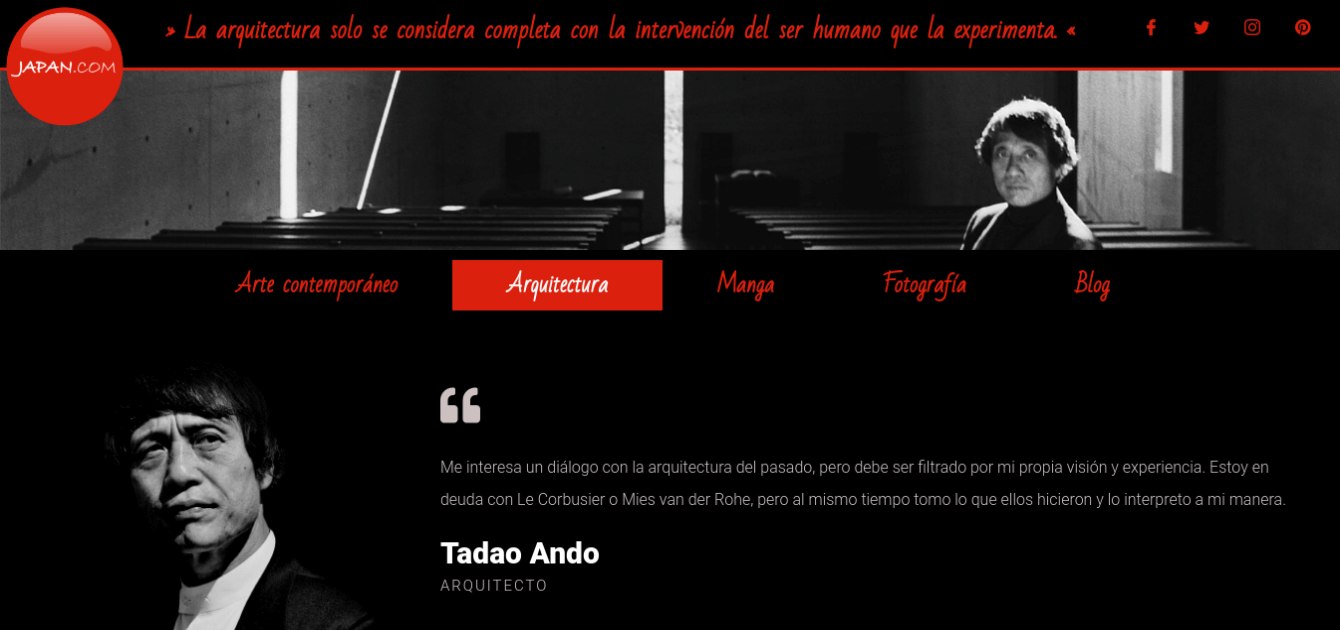 » La arquitectura solo se considera completa con la intervención del ser humano que la experimenta. «
JAPAN.COM
Arte contemporáneo
Arquitectura
Manga
Fotografía
Blog
“
Me interesa un diálogo con la arquitectura del pasado, pero debe ser filtrado por mi propia visión y experiencia. Estoy en
deuda con Le Corbusier o Mies van der Rohe, pero al mismo tiempo tomo lo que ellos hicieron y lo interpreto a mi manera.
Tadao Ando
ARQUITECTO